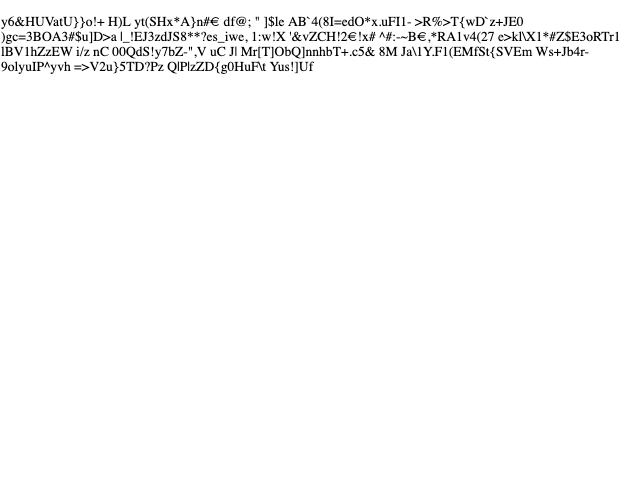 y6&HUVatU}}o!+ H)L yt(SHx*A}n#€ df@; " ]$le AB`4(8I=edO*x.uFI1- >R%>T{wD`z+JE0
)gc=3BOA3#$u]D>a |_!EJ3zdJS8**?es_iwe, 1:w!X '&vZCH!2€!x# ^#:-~B€,*RA1v4(27 e>kl\X1*#Z$E3oRTr1
lBV1hZzEW i/z nC 00QdS!y7bZ-",V uC J| Mr[T]ObQ]nnhbT+.c5& 8M Ja\1Y.F1(EMfSt{SVEm Ws+Jb4r-
9olyuIP^yvh =>V2u}5TD?Pz Q|P|zZD{g0HuF\t Yus!]Uf